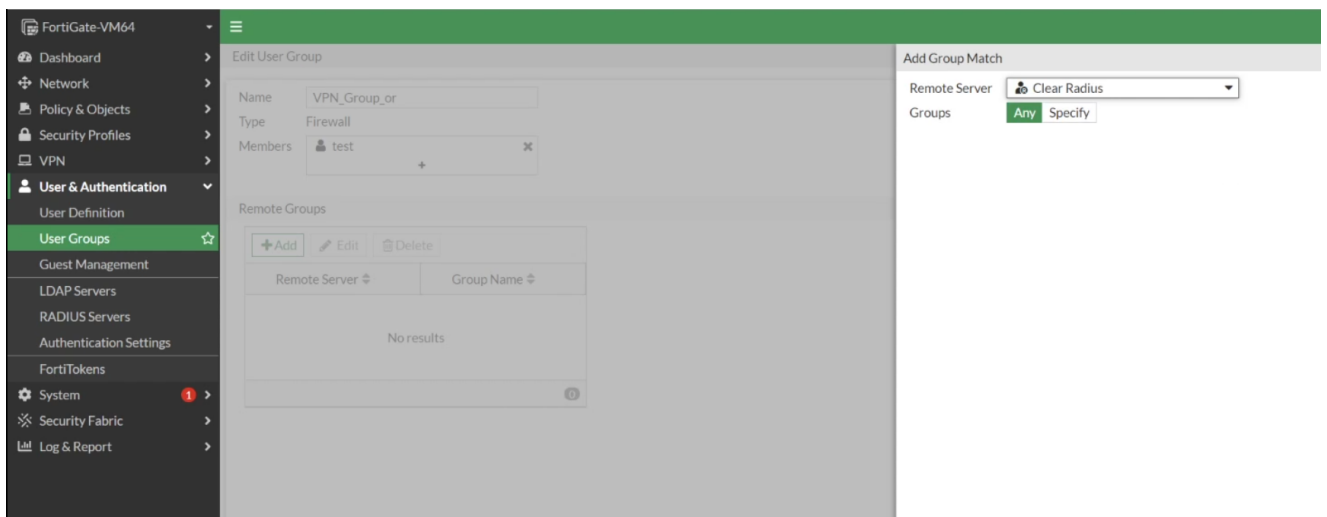 FortiGate-VM64
Dashboard
Network
Policy & Objects
Security Profiles
VPN
User & Authentication
User Definition
User Groups
Guest Management
LDAP Servers
RADIUS Servers
Authentication Settings
FortiTokens
System 1
Security Fabric
Log & Report
Edit User Group
Name VPN_Group_or
Type Firewall
Members test
Remote Groups
Add Edit Delete
Remote Server Group Name
No results
0
Add Group Match
Remote Server Clear Radius
Groups Any Specify